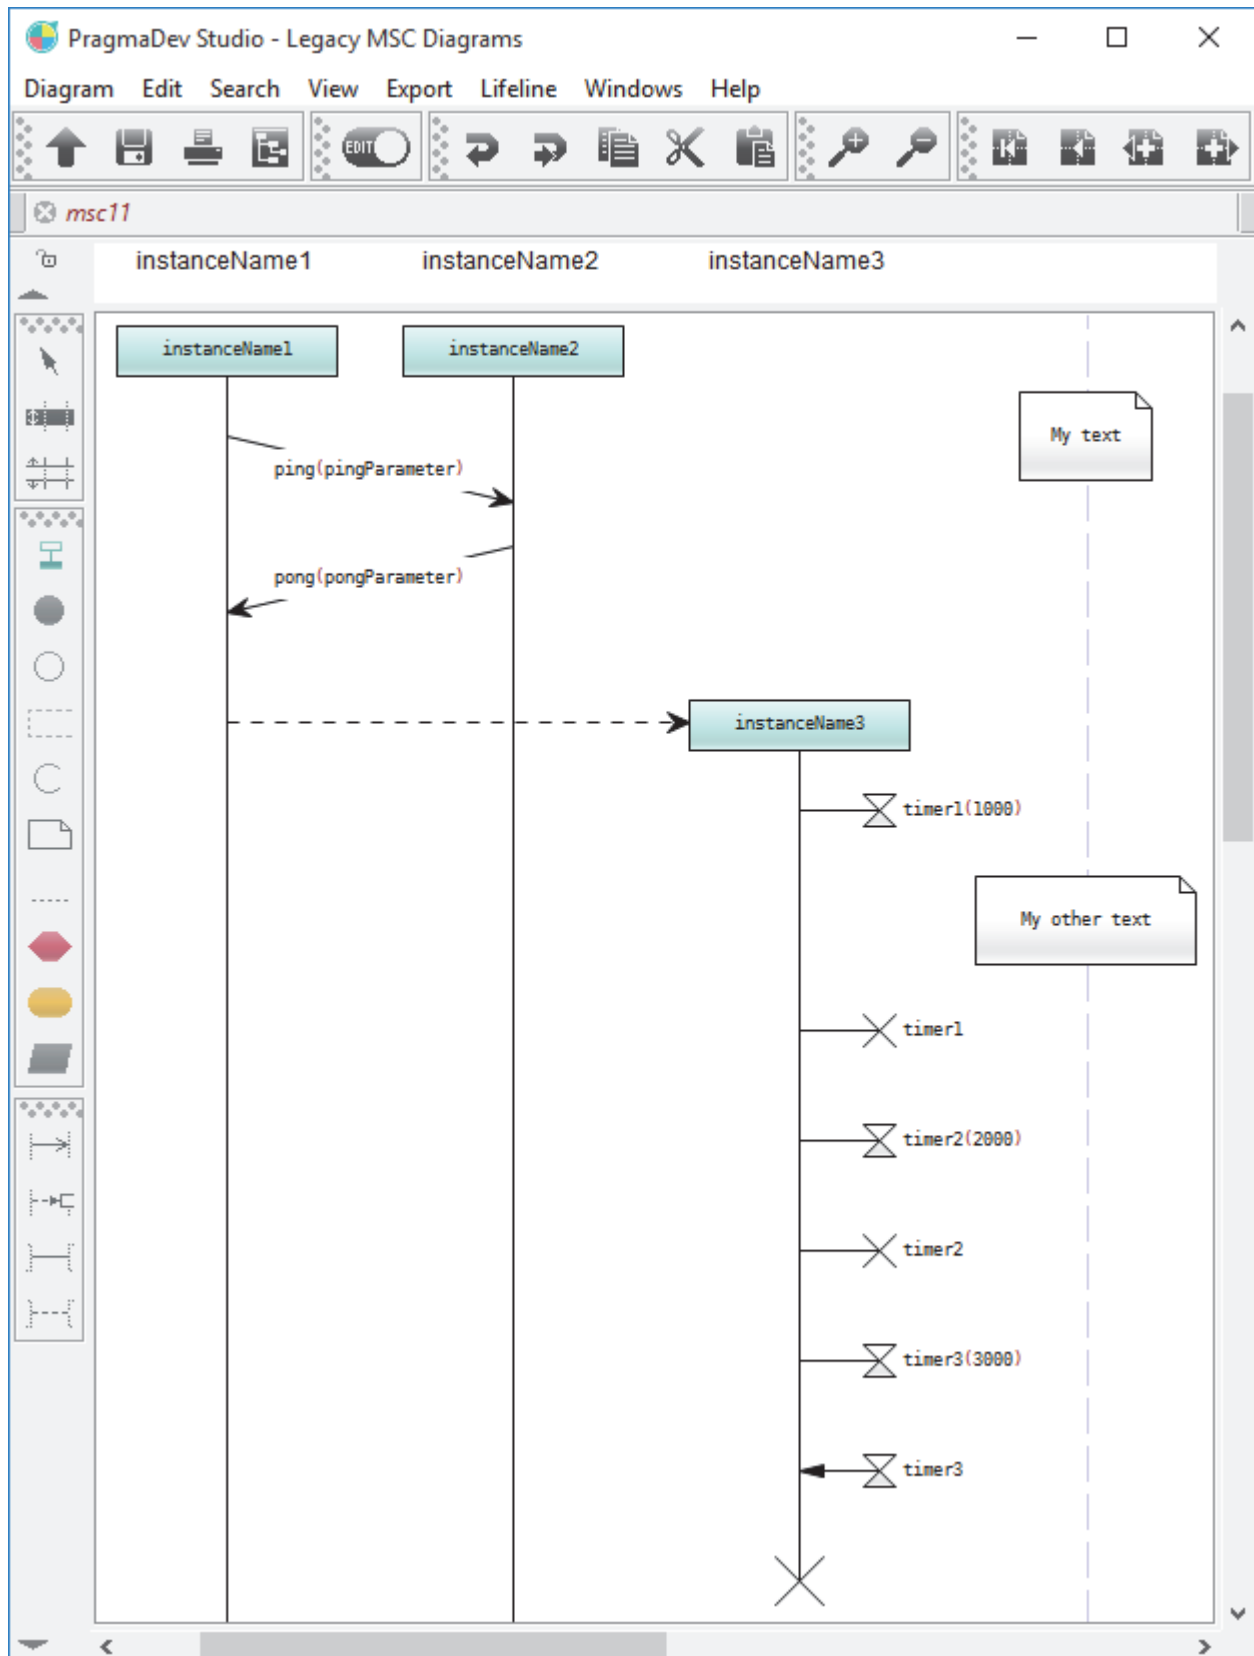 PragmaDev Studio - Legacy MSC Diagrams
Diagram Edit Search View Export Lifeline Windows Help
EDIT
msc11
instanceName1 instanceName2 instanceName3
instanceName1 instanceName2
My text
ping(pingParameter)
pong(pongParameter)
instanceName3
timer1(1000)
My other text
timer1
timer2(2000)
timer2
timer3(3000)
timer3